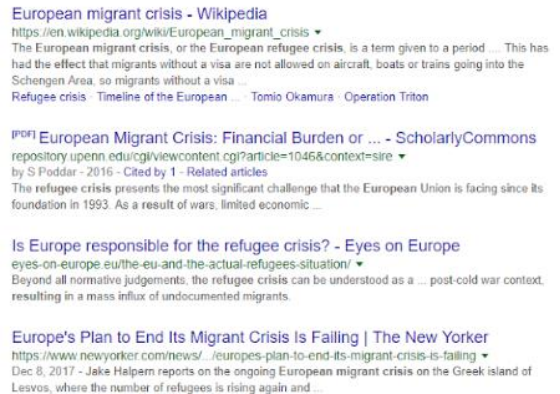 European migrant crisis - Wikipedia
https://en.wikipedia.org/wiki/European_migrant_crisis ▼
The European migrant crisis, or the European refugee crisis, is a term given to a period .... This has
had the effect that migrants without a visa are not allowed on aircraft, boats or trains going into the
Schengen Area, so migrants without a visa ...
Refugee crisis · Timeline of the European ... · Tomio Okamura · Operation Triton
[PDF] European Migrant Crisis: Financial Burden or ... - ScholarlyCommons
repository.upenn.edu/cgi/viewcontent.cgi?article=1046&context=sire ▼
by S Poddar - 2016 - Cited by 1 - Related articles
The refugee crisis presents the most significant challenge that the European Union is facing since its
foundation in 1993. As a result of wars, limited economic ...
Is Europe responsible for the refugee crisis? - Eyes on Europe
eyes-on-europe.eu/the-eu-and-the-actual-refugees-situation/ ▼
Beyond all normative judgements, the refugee crisis can be understood as a ... post-cold war context,
resulting in a mass influx of undocumented migrants.
Europe's Plan to End Its Migrant Crisis Is Failing | The New Yorker
https://www.newyorker.com/news/.../europes-plan-to-end-its-migrant-crisis-is-failing ▼
Dec 8, 2017 - Jake Halpern reports on the ongoing European migrant crisis on the Greek island of
Lesvos, where the number of refugees is rising again and ...